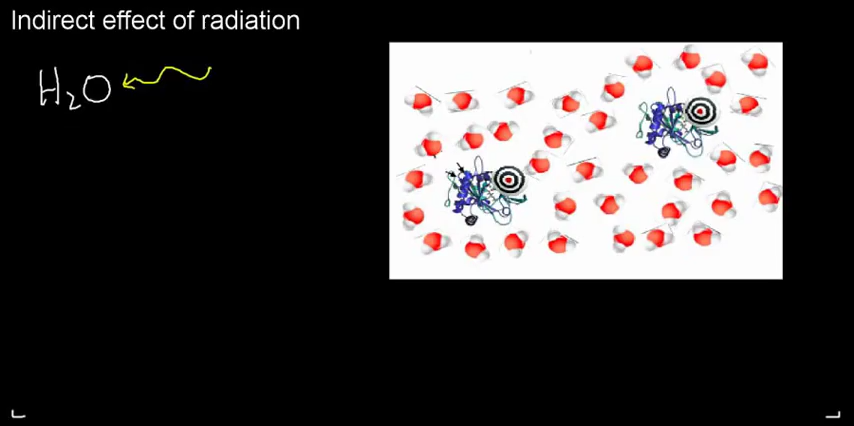 Indirect effect of radiation
H₂O